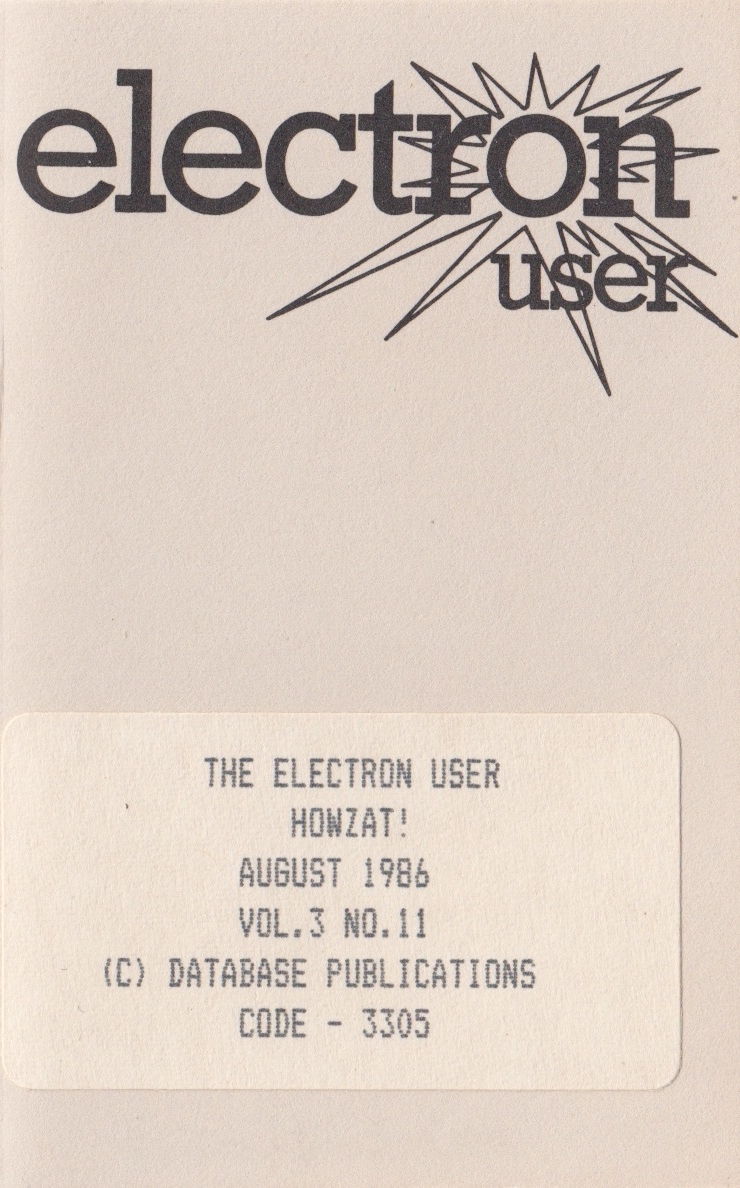 electron
user
THE ELECTRON USER
HOWZAT!
AUGUST 1986
VOL.3 NO.11
(C) DATABASE PUBLICATIONS
CODE - 3305